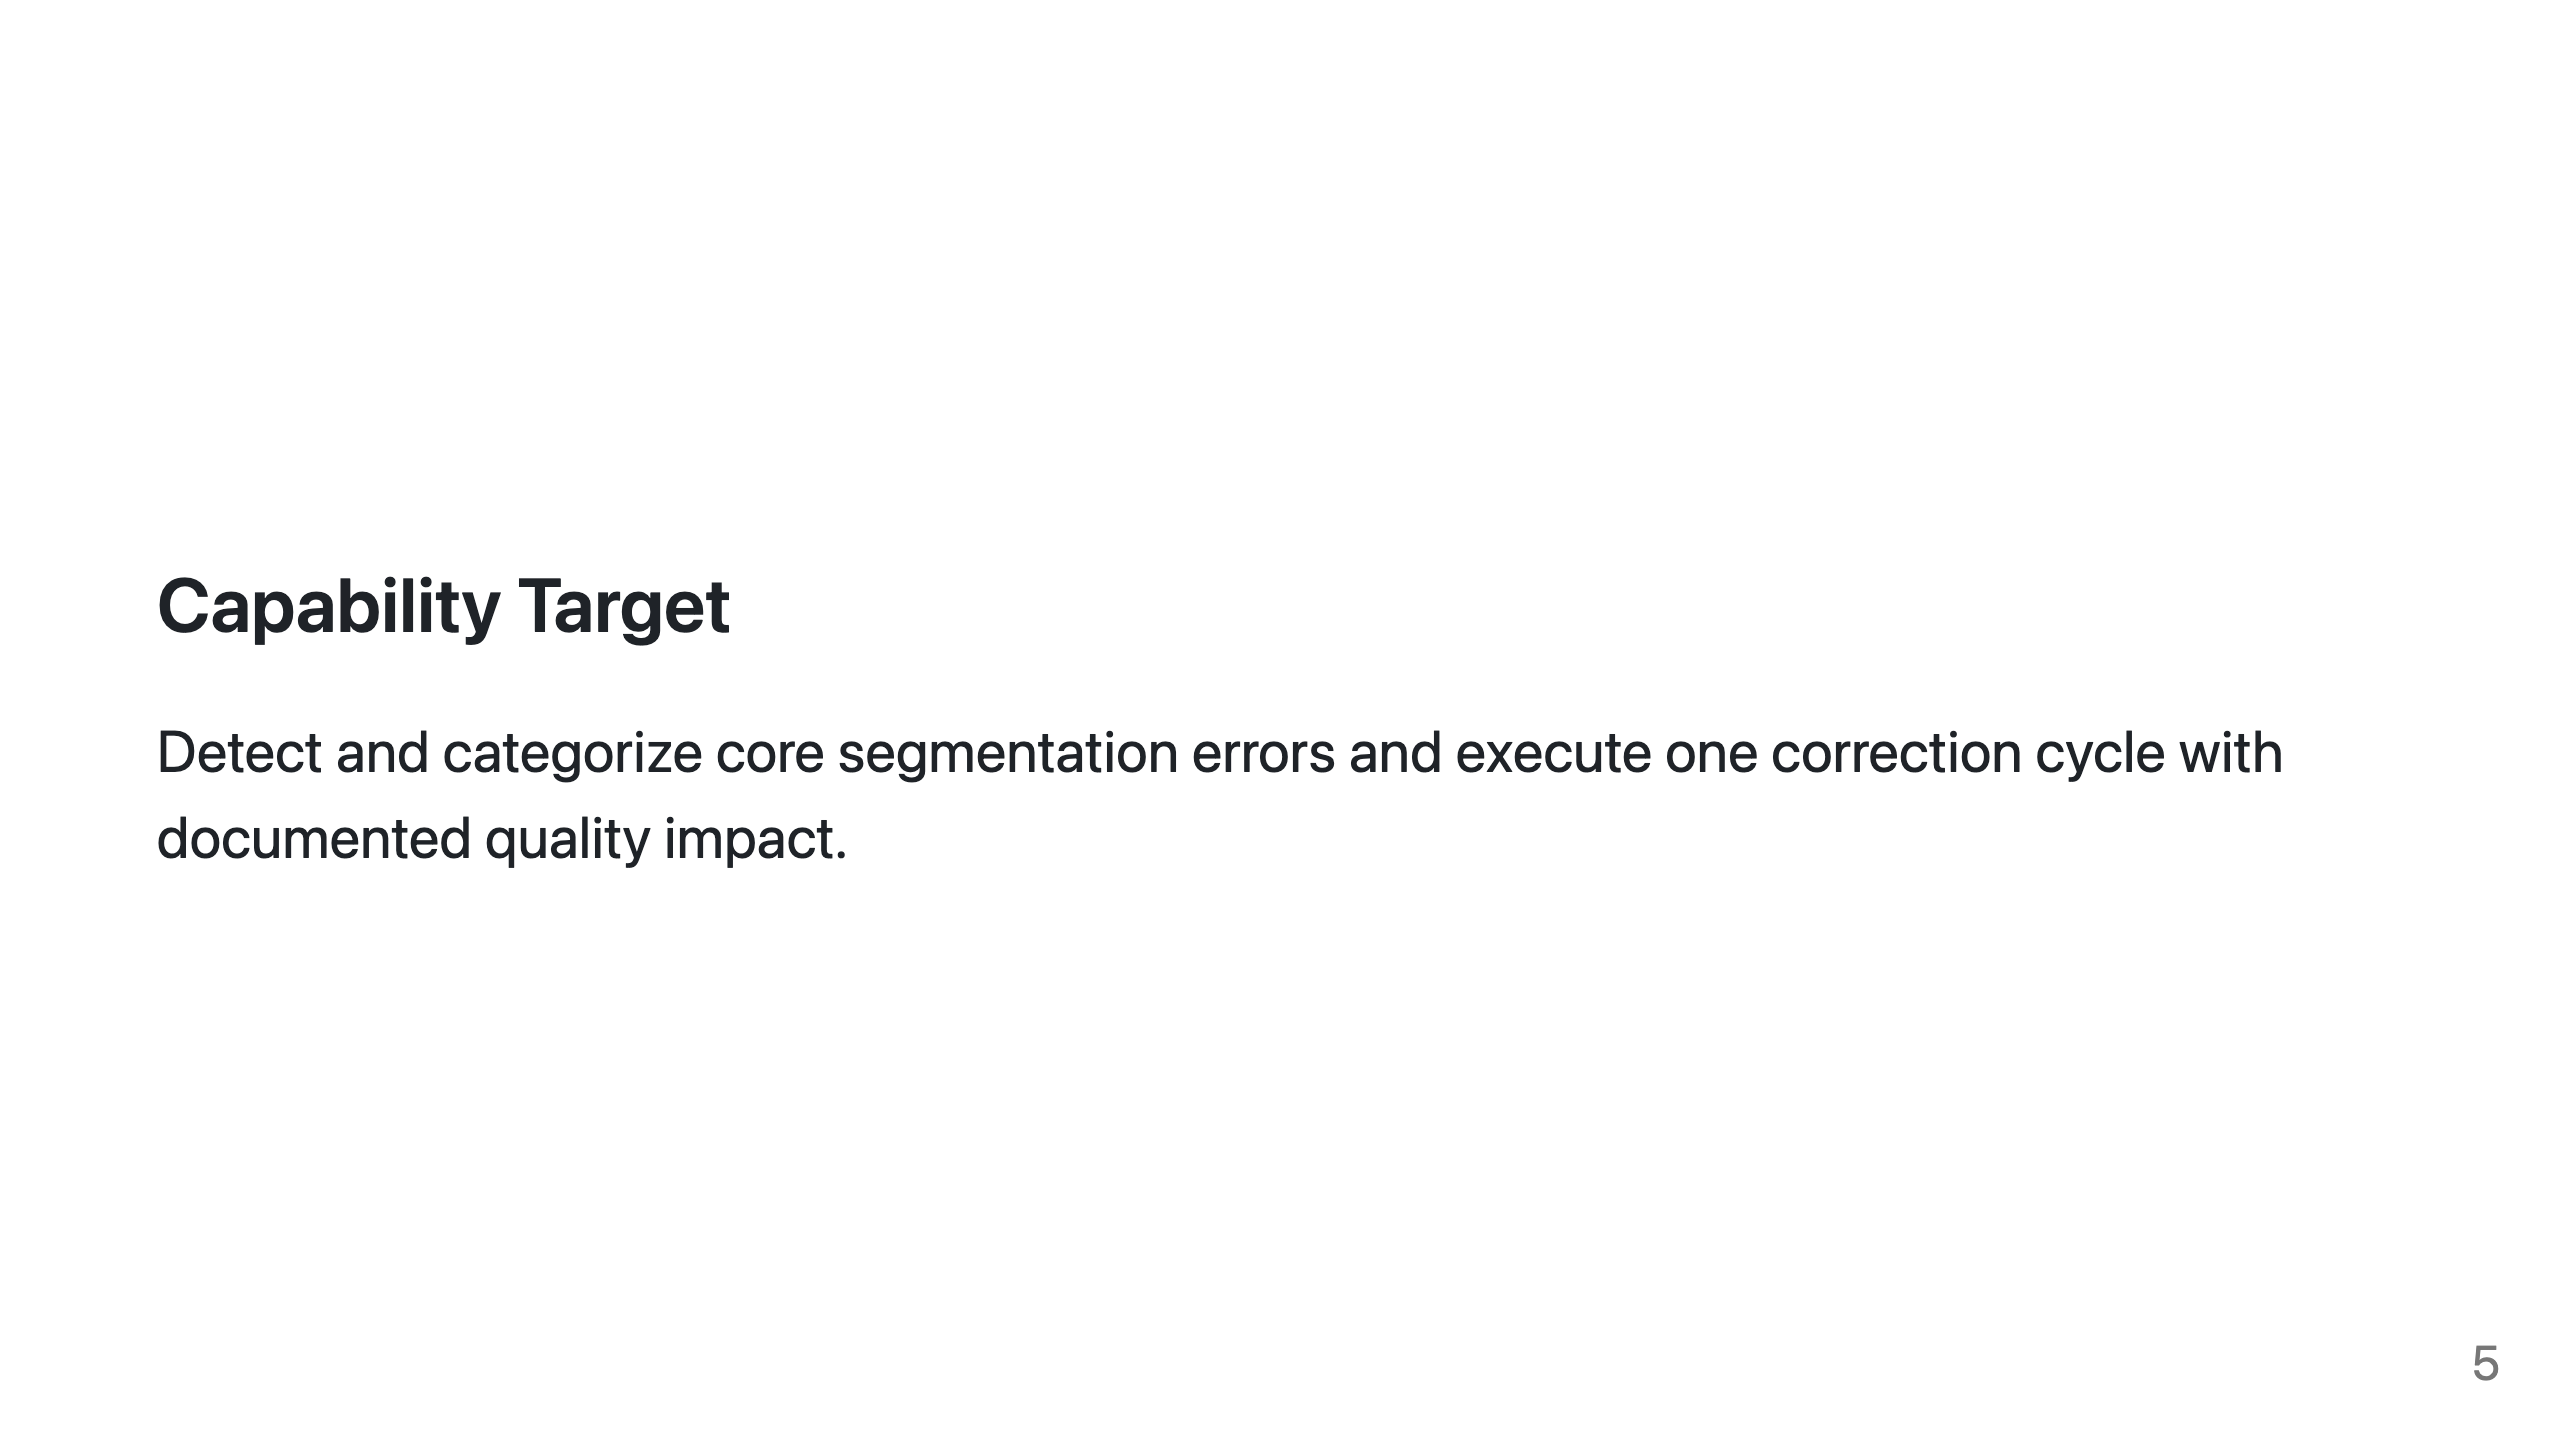 Capability Target
Detect and categorize core segmentation errors and execute one correction cycle with
documented quality impact.
5